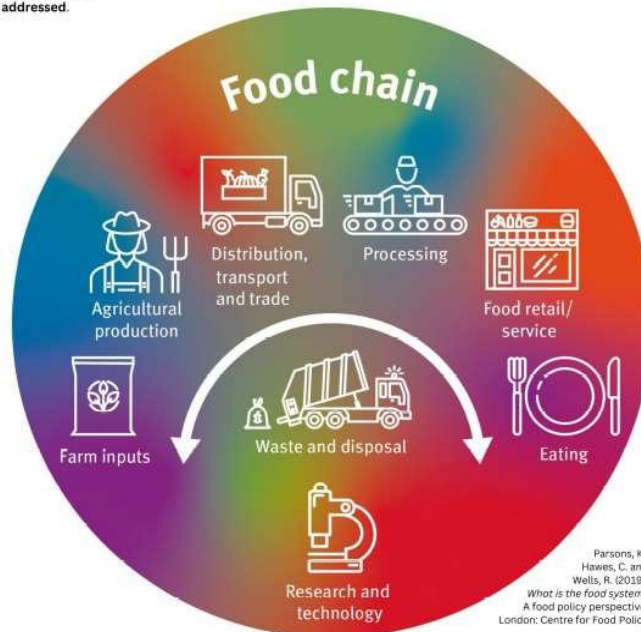 addressed.
Food chain
Distribution,
transport
and trade
Processing
Agricultural
production
Food retail/
service
Farm inputs
Waste and disposal
Eating
Research and
technology
Parsons, K
Hawes, C. an
Wells, R. (2019
What is the food system
A food policy perspective
London: Centre for Food Polic